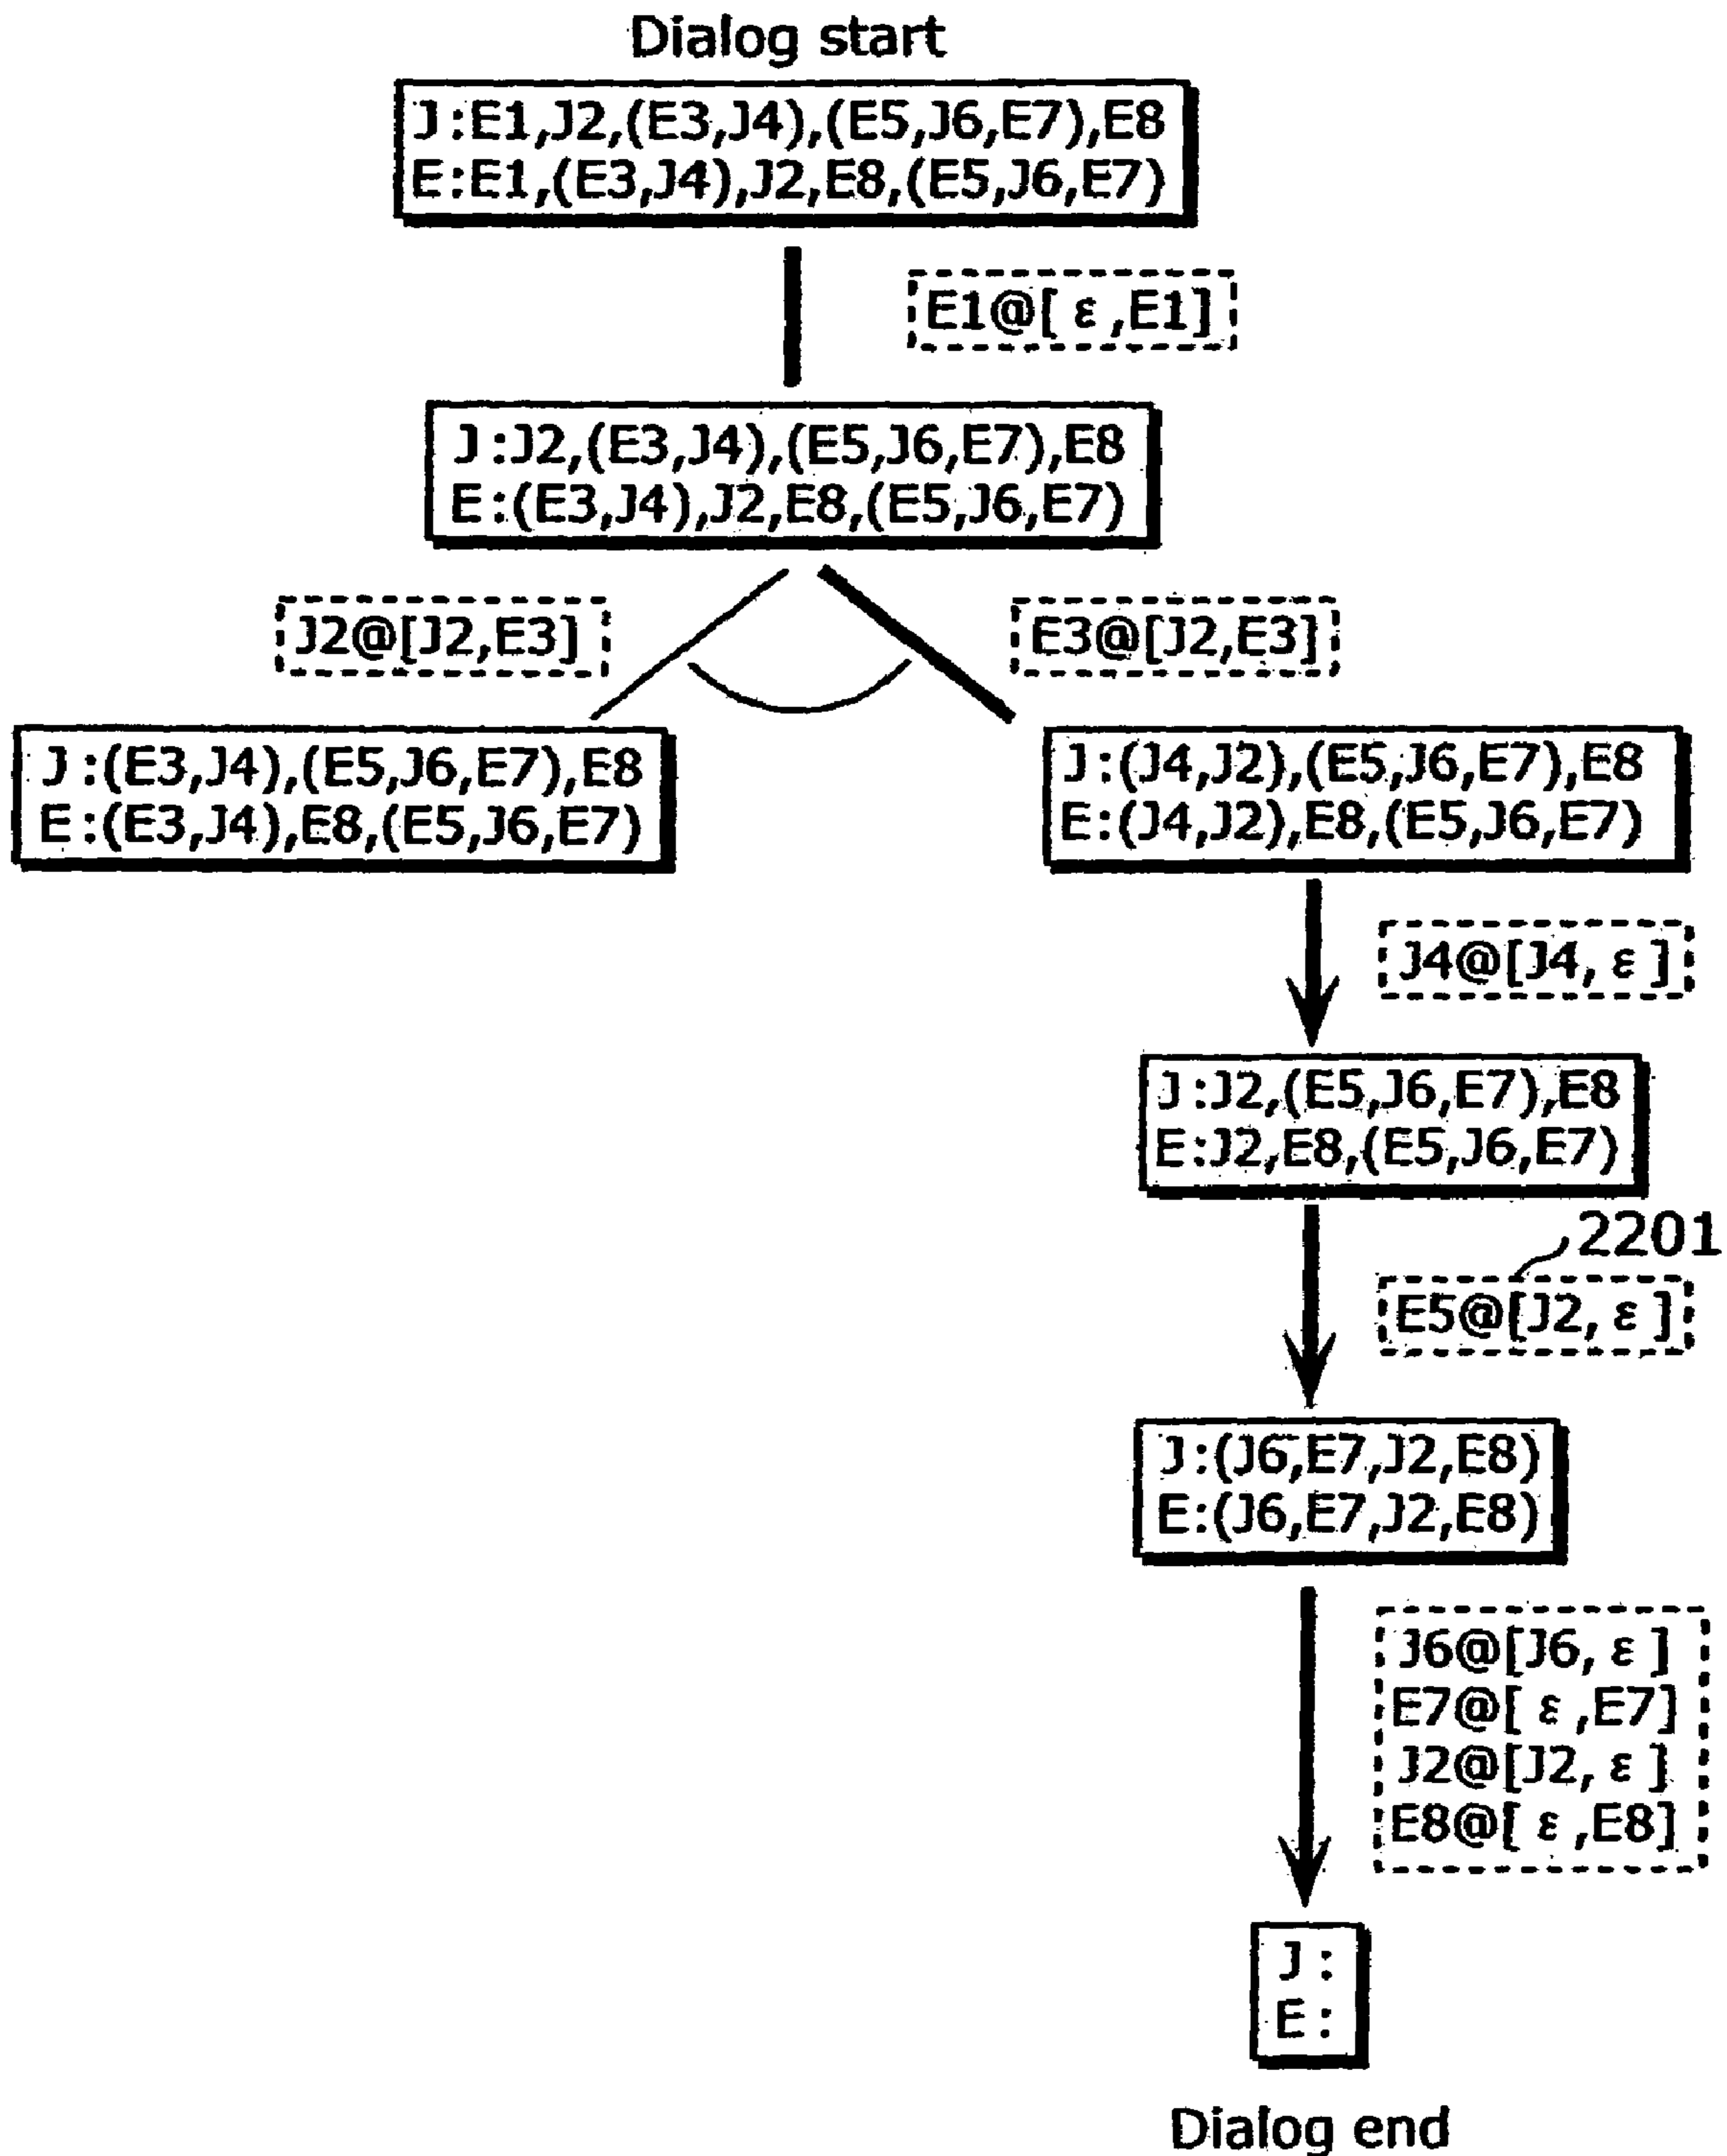 Dialog start
J:E1,J2,(E3,J4),(E5,J6,E7),E8
E:E1,(E3,J4),J2,E8,(E5,J6,E7)
E1@[ ε ,E1]
J:J2,(E3,J4),(E5,J6,E7),E8
E:(E3,J4),J2,E8,(E5,J6,E7)
J2@[J2,E3]
E3@[J2,E3]
J:(E3,J4),(E5,J6,E7),E8
E:(E3,J4),E8,(E5,J6,E7)
J:(J4,J2),(E5,J6,E7),E8
E:(J4,J2),E8,(E5,J6,E7)
J4@[J4, ε ]
J:J2,(E5,J6,E7),E8
E:J2,E8,(E5,J6,E7)
2201
E5@[J2, ε ]
J:(J6,E7,J2,E8)
E:(J6,E7,J2,E8)
J6@[J6, ε ]
E7@[ ε ,E7]
J2@[J2, ε ]
E8@[ ε ,E8]
J:
E:
Dialog end